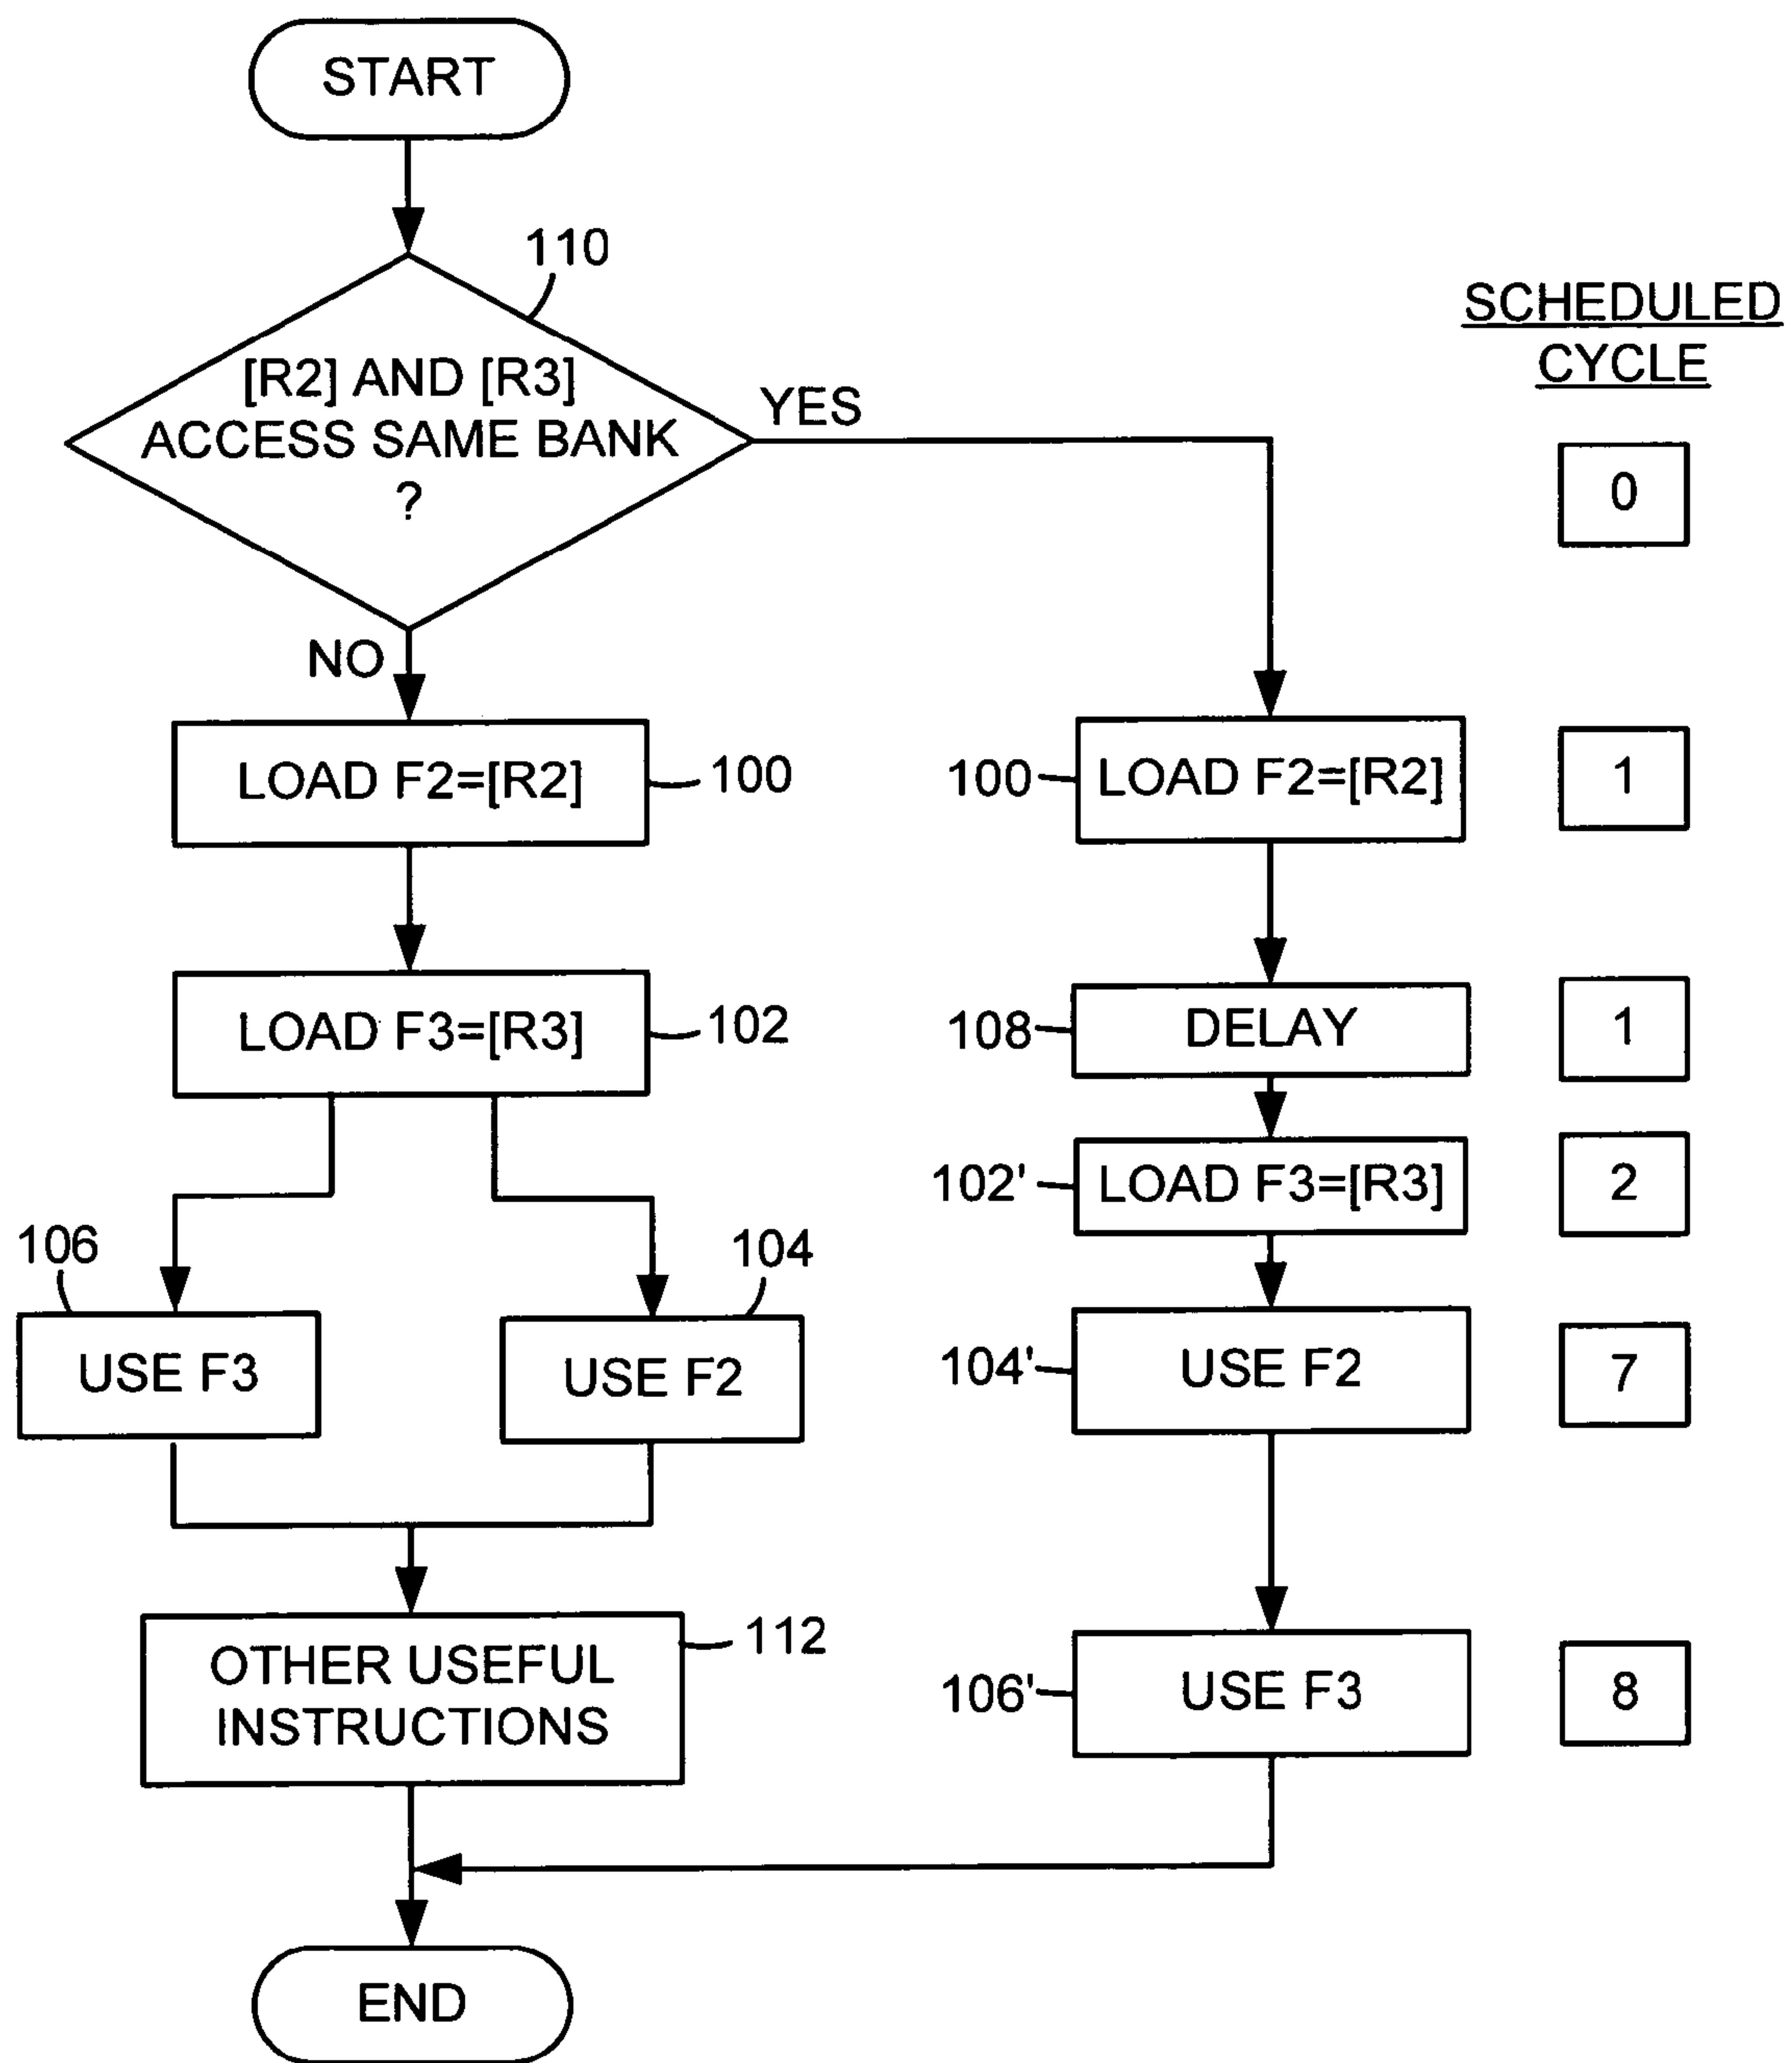 START
110
[R2] AND [R3]
ACCESS SAME BANK
?
YES
NO
SCHEDULED
CYCLE
0
LOAD F2=[R2]
100
100
LOAD F2=[R2]
1
LOAD F3=[R3]
102
108
DELAY
1
102'
LOAD F3=[R3]
2
106
104
USE F3
USE F2
104'
USE F2
7
OTHER USEFUL
INSTRUCTIONS
112
106'
USE F3
8
END